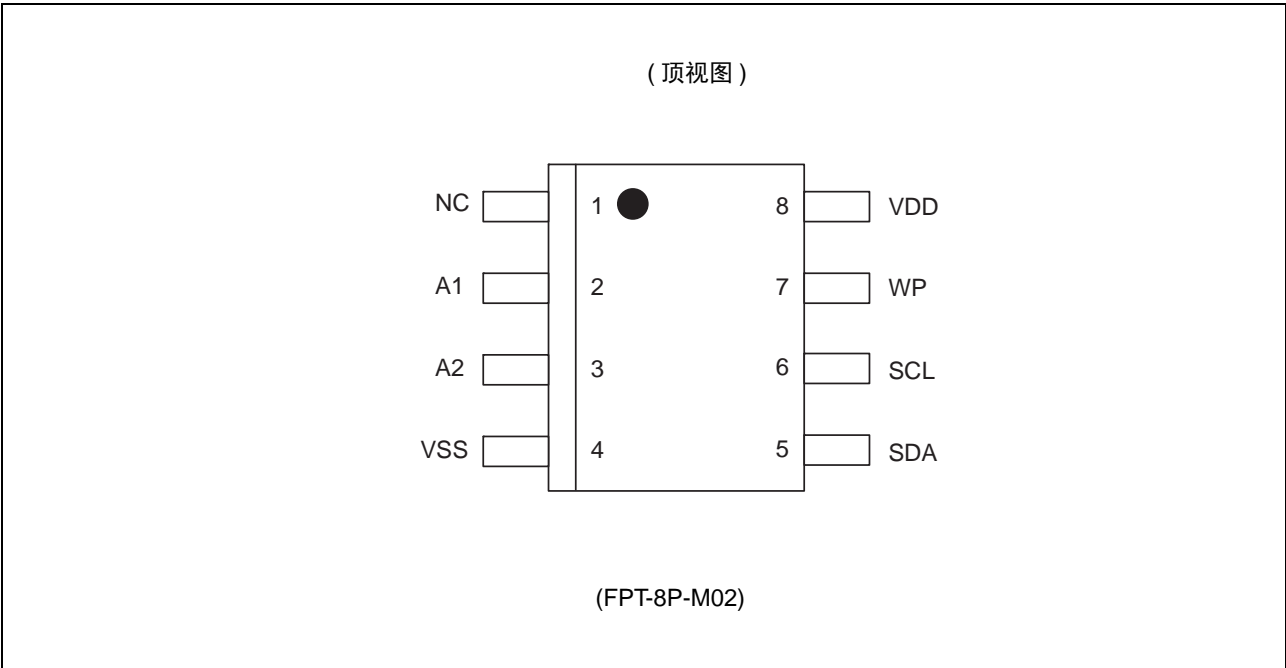 ( 顶视图 )
NC 1 8 VDD
A1 2 7 WP
A2 3 6 SCL
VSS 4 5 SDA
(FPT-8P-M02)